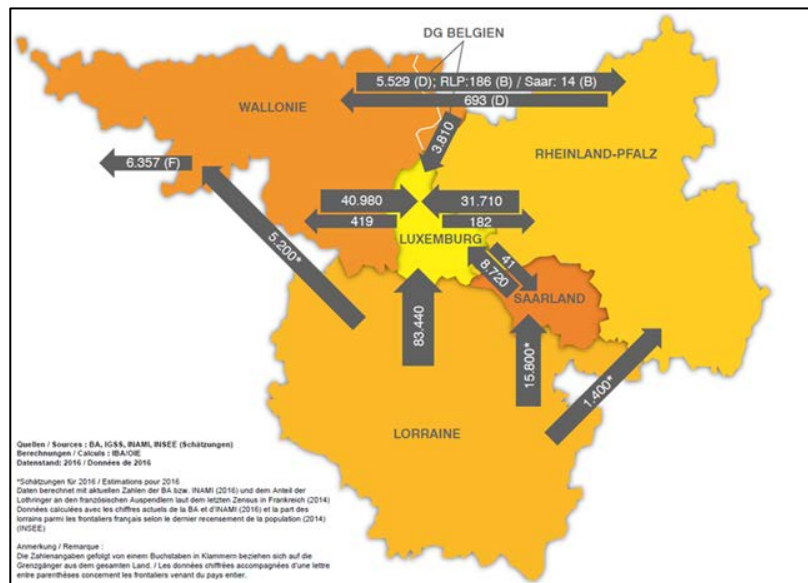 DG BELGIEN
5.529 (D); RLP:186 (B) / Saar: 14 (B)
WALLONIE
693 (D)
3.810
RHEINLAND-PFALZ
6.357 (F)
40.980
31.710
419
182
LUXEMBURG
5.200*
41
8.720
SAARLAND
83.440
15.800*
1.400*
LORRAINE
Quellen / Sources : BA, IGSS, INAMI, INSEE (Schätzungen)
Berechnungen / Calculs : IBA/OIE
Datenstand: 2016 / Données de 2016
*Schätzungen für 2016 / Estimations pour 2016
Daten berechnet mit aktuellen Zahlen der BA bzw. INAMI (2016) und dem Anteil der
Lothringer an den französischen Auspendlern laut dem letzten Zensus in Frankreich (2014)
Données calculées avec les chiffres actuels de la BA et d'INAMI (2016) et la part des
lorrains parmi les frontaliers français selon le dernier recensement de la population (2014)
(INSEE)
Anmerkung / Remarque :
Die Zahlenangaben gefolgt von einem Buchstaben in Klammern beziehen sich auf die
Grenzgänger aus dem gesamten Land. / Les données chiffrées accompagnées d'une lettre
entre parenthèses concernent les frontaliers venant du pays entier.